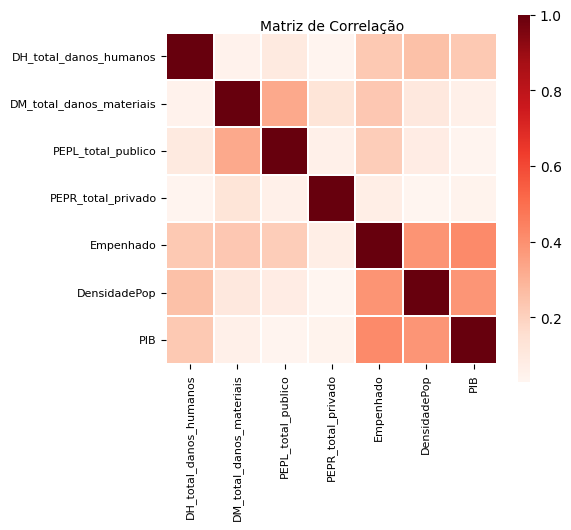 Matriz de Correlação
DH_total_danos_humanos
DM_total_danos_materiais
PEPL_total_publico
PEPR_total_privado
Empenhado
DensidadePop
PIB
DH_total_danos_humanos
DM_total_danos_materiais
PEPL_total_publico
PEPR_total_privado
Empenhado
DensidadePop
PIB
1.0
0.8
0.6
0.4
0.2